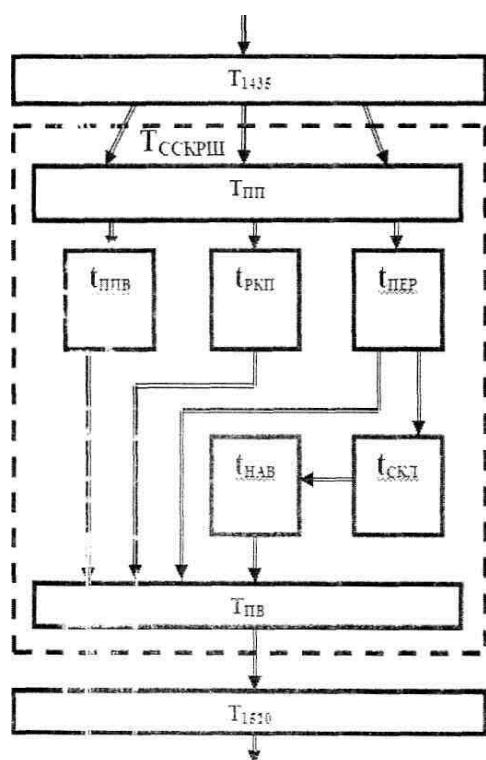 T1435
TССКРШ
TПП
tППВ tРКП tПЕР
tНАВ tСКЛ
TПВ
T1520